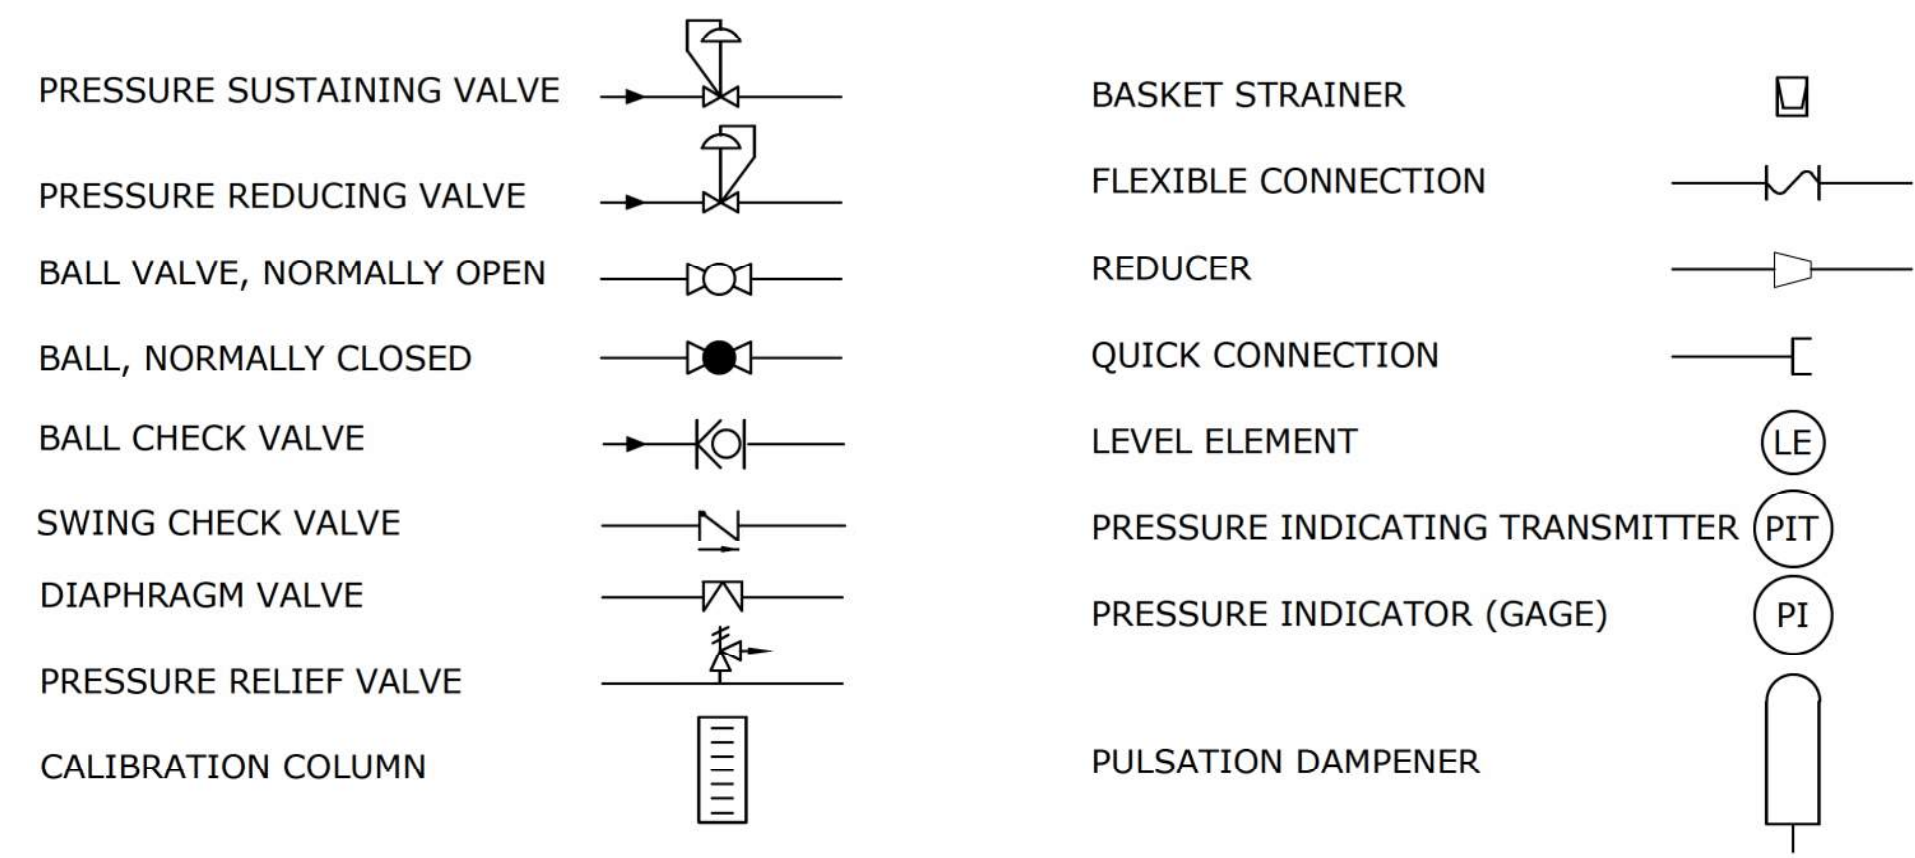 PRESSURE SUSTAINING VALVE
PRESSURE REDUCING VALVE
BALL VALVE, NORMALLY OPEN
BALL, NORMALLY CLOSED
BALL CHECK VALVE
SWING CHECK VALVE
DIAPHRAGM VALVE
PRESSURE RELIEF VALVE
CALIBRATION COLUMN
BASKET STRAINER
FLEXIBLE CONNECTION
REDUCER
QUICK CONNECTION
LEVEL ELEMENT LE
PRESSURE INDICATING TRANSMITTER PIT
PRESSURE INDICATOR (GAGE) PI
PULSATION DAMPENER